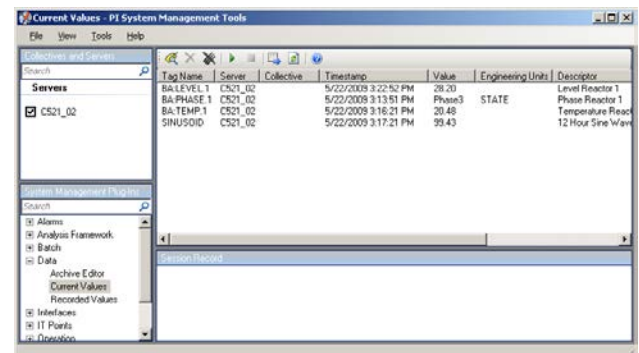 Current Values - PI System Management Tools
File View Tools Help
Collectives and Servers
Search
Servers
C521_02
System Management Plug-Ins
Search
Alarms
Analysis Framework
Batch
Data
Archive Editor
Current Values
Recorded Values
Interfaces
IT Points
Operation
Tag Name Server Collective Timestamp Value Engineering Units Descriptor
BA:LEVEL.1 C521_02 5/22/2009 3:22:52 PM 28.20 Level Reactor 1
BA:PHASE.1 C521_02 5/22/2009 3:13:51 PM Phase3 STATE Phase Reactor 1
BA:TEMP.1 C521_02 5/22/2009 3:16:21 PM 20.48 Temperature React
SINUSOID C521_02 5/22/2009 3:17:21 PM 99.43 12 Hour Sine Wave
Session Record